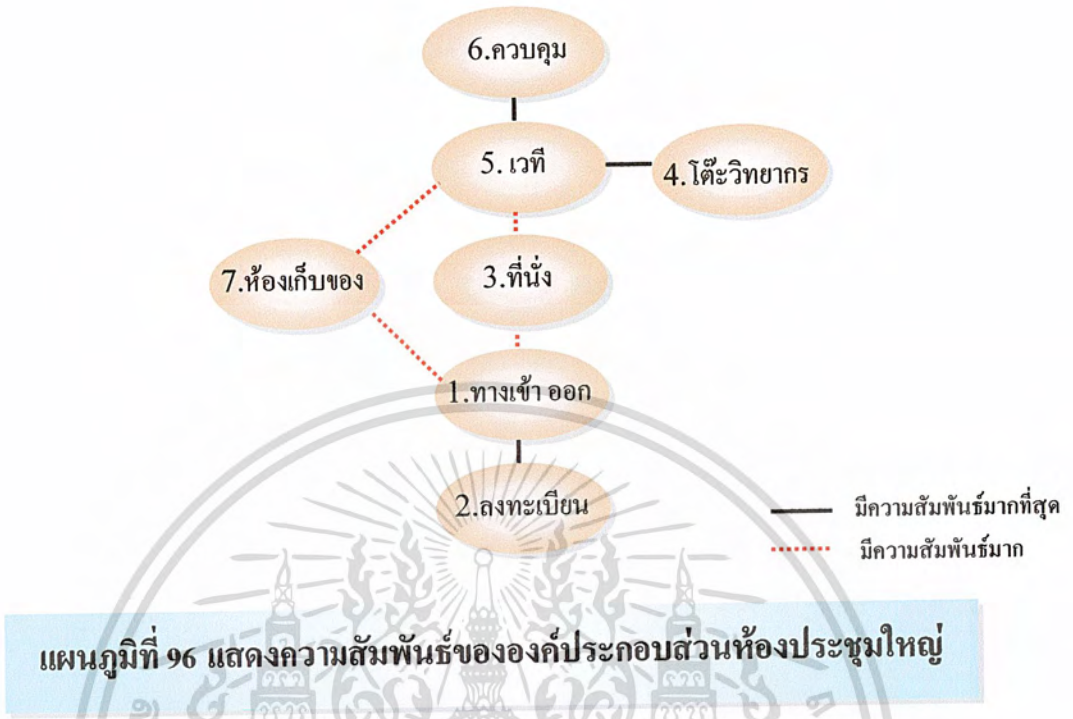 6.ควบคุม
5. เวที
4.โต๊ะวิทยากร
7.ห้องเก็บของ
3.ที่นั่ง
1.ทางเข้า ออก
2.ลงทะเบียน
มีความสัมพันธ์มากที่สุด
มีความสัมพันธ์มาก
แผนภูมิที่ 96 แสดงความสัมพันธ์ขององค์ประกอบส่วนห้องประชุมใหญ่